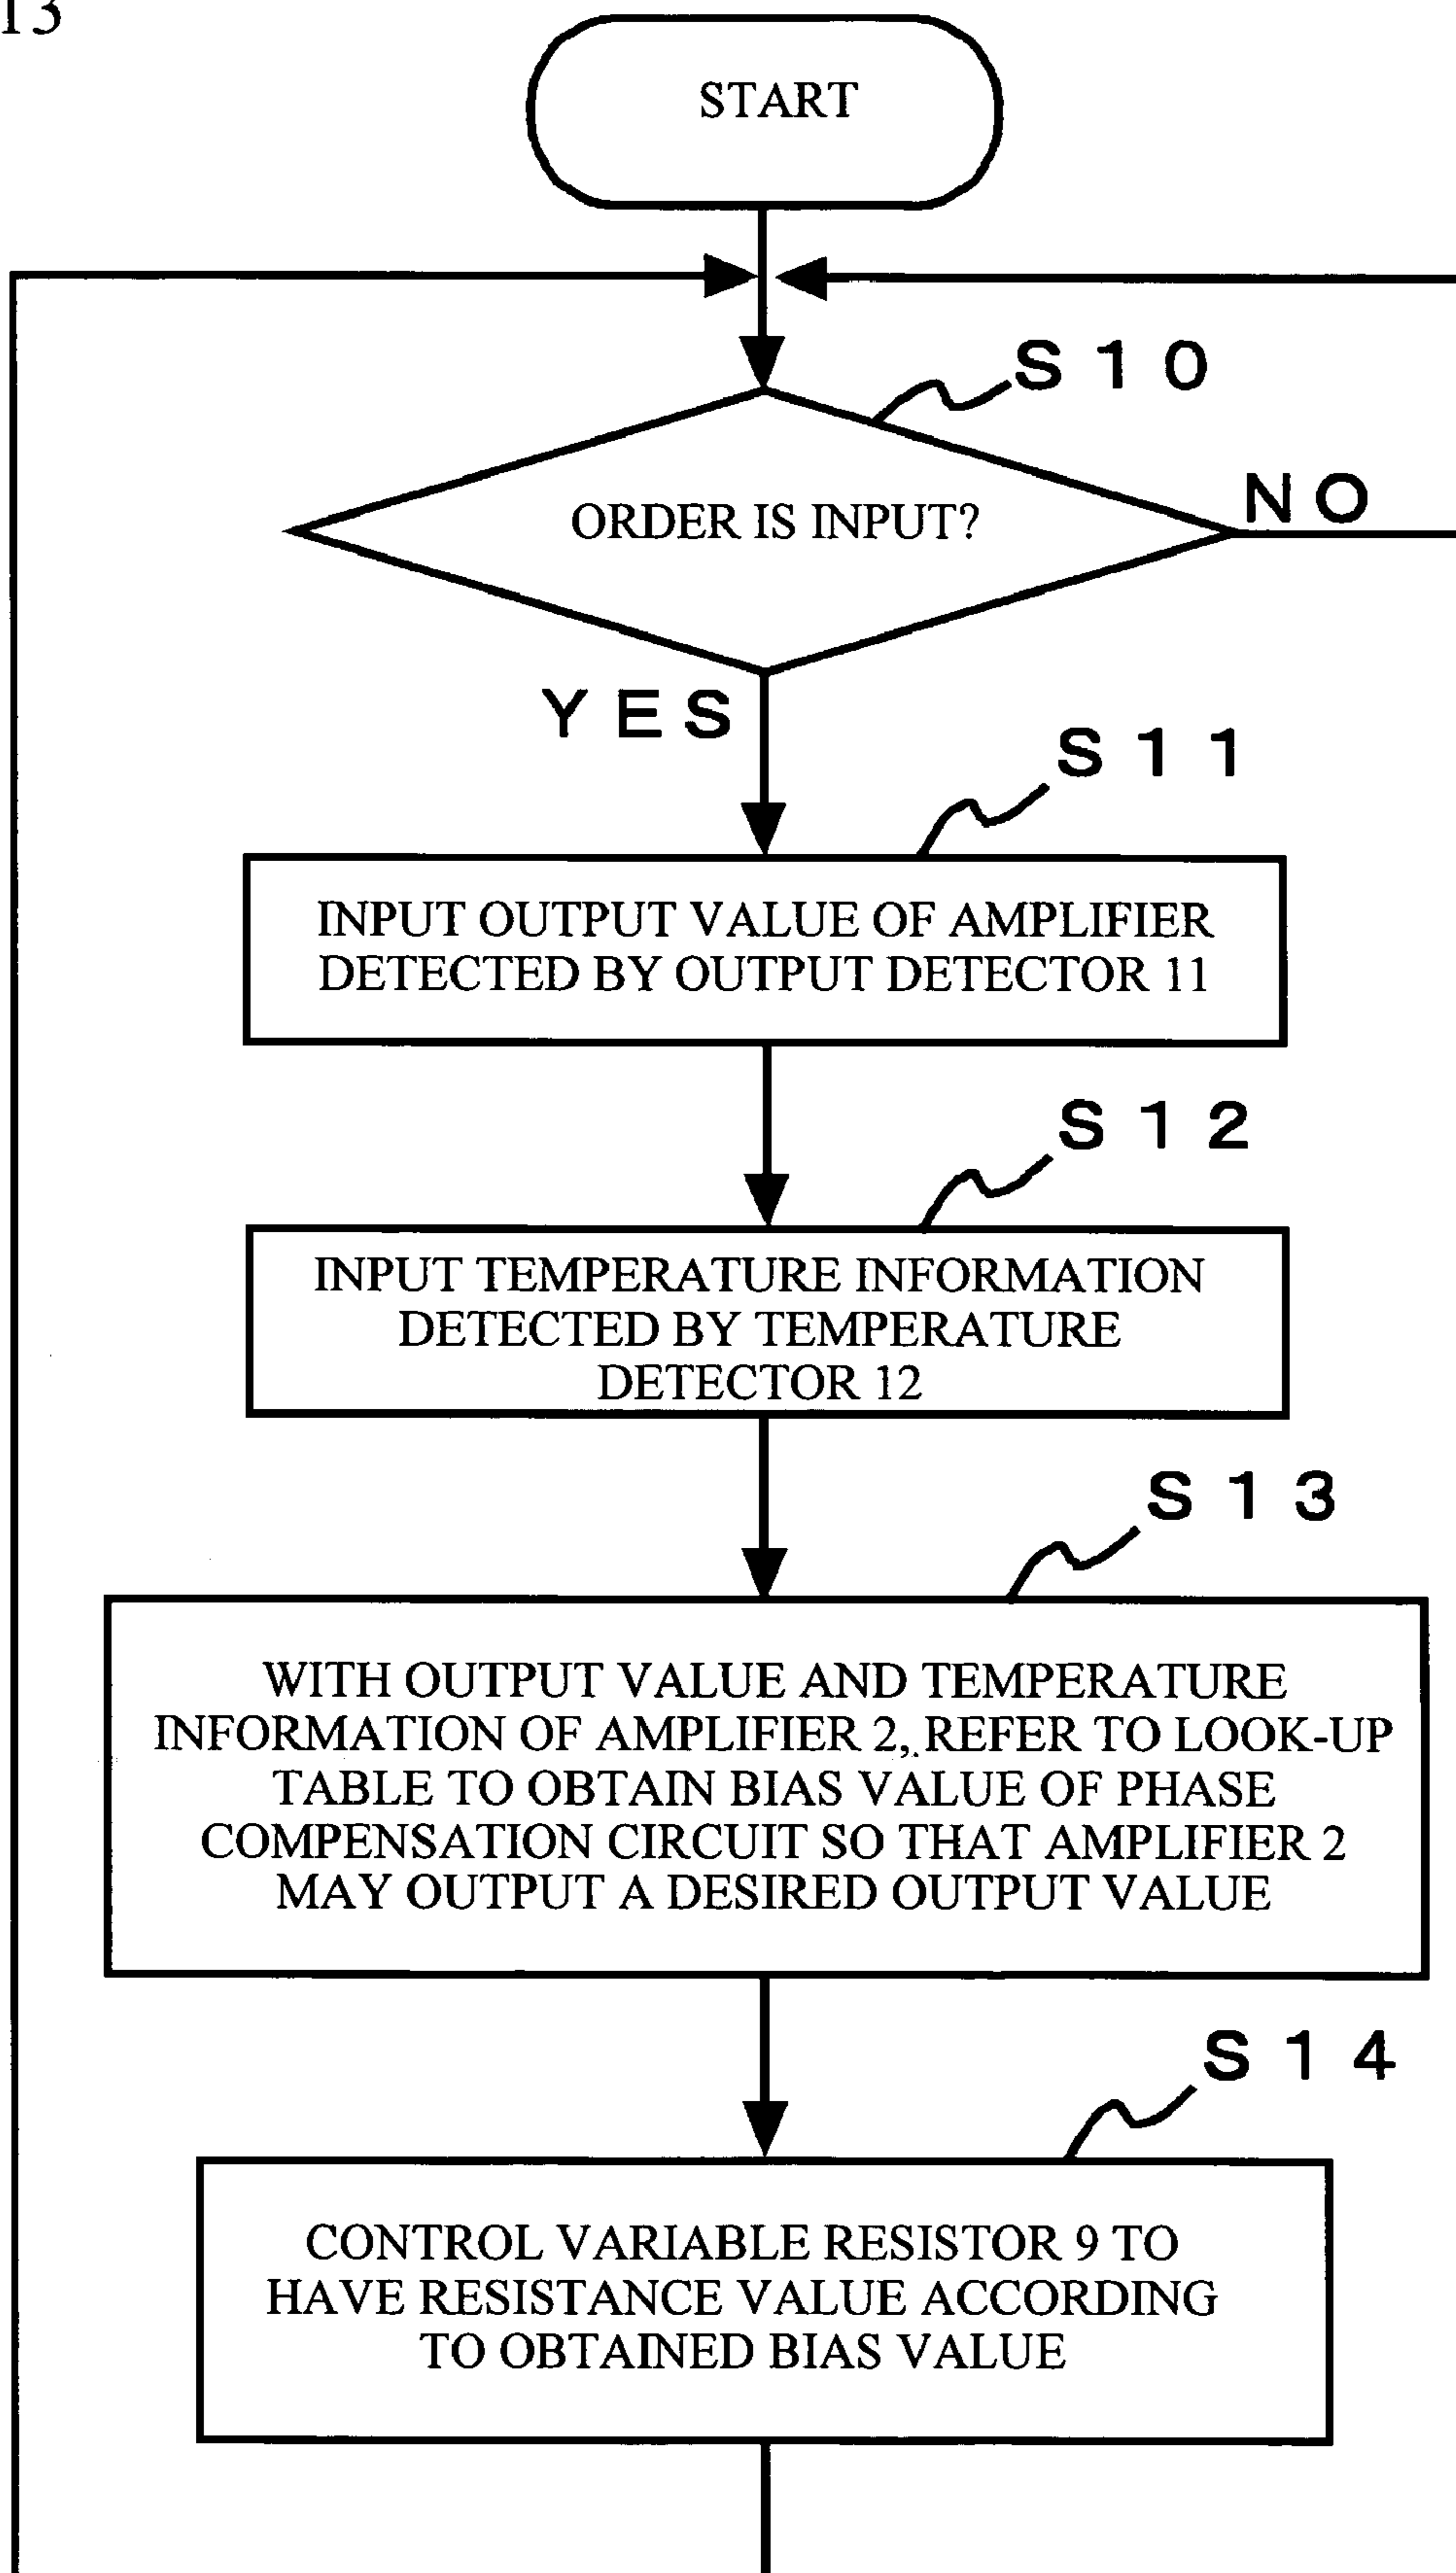 13
START
S10
ORDER IS INPUT?
NO
YES
S11
INPUT OUTPUT VALUE OF AMPLIFIER
DETECTED BY OUTPUT DETECTOR 11
S12
INPUT TEMPERATURE INFORMATION
DETECTED BY TEMPERATURE
DETECTOR 12
S13
WITH OUTPUT VALUE AND TEMPERATURE
INFORMATION OF AMPLIFIER 2, REFER TO LOOK-UP
TABLE TO OBTAIN BIAS VALUE OF PHASE
COMPENSATION CIRCUIT SO THAT AMPLIFIER 2
MAY OUTPUT A DESIRED OUTPUT VALUE
S14
CONTROL VARIABLE RESISTOR 9 TO
HAVE RESISTANCE VALUE ACCORDING
TO OBTAINED BIAS VALUE